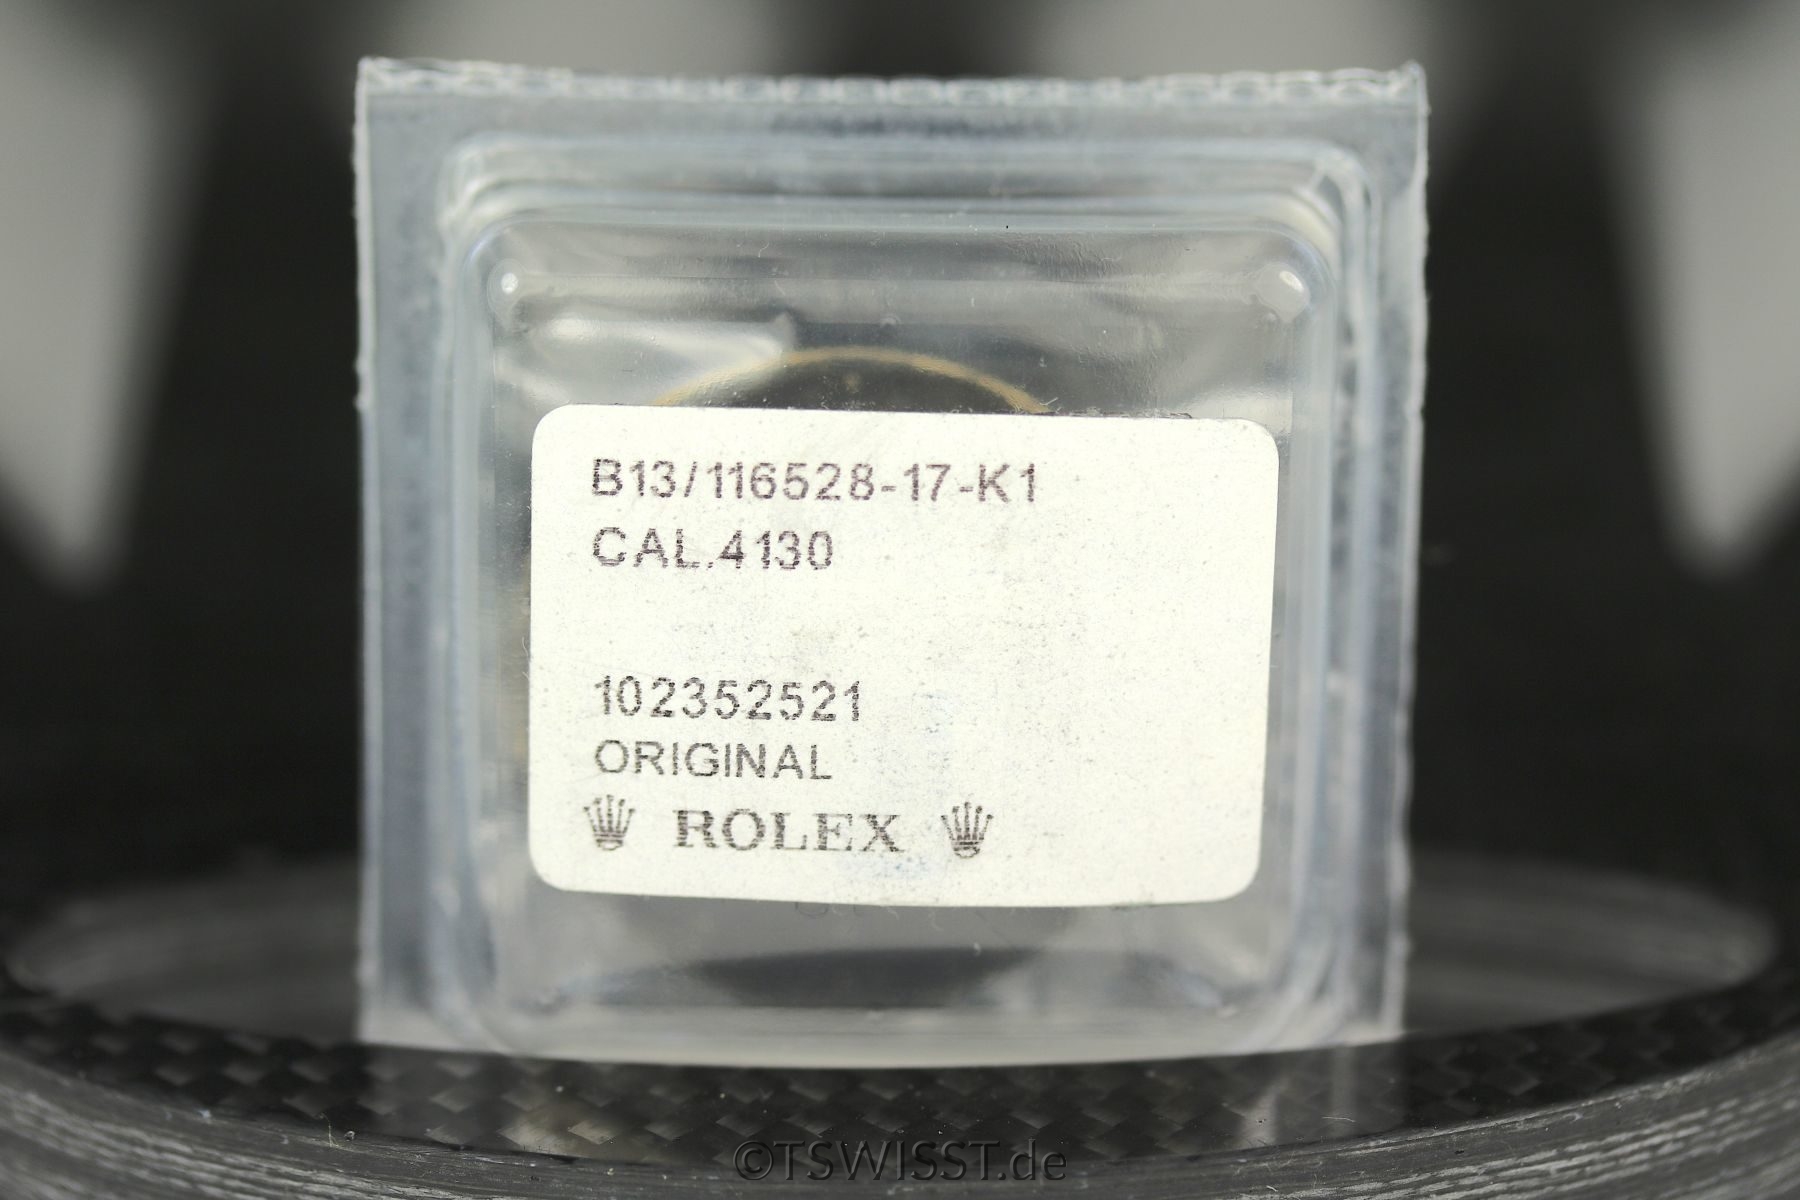 B13/116528-17-K1
CAL.4130
102352521
ORIGINAL
ROLEX
©TSWISST.de